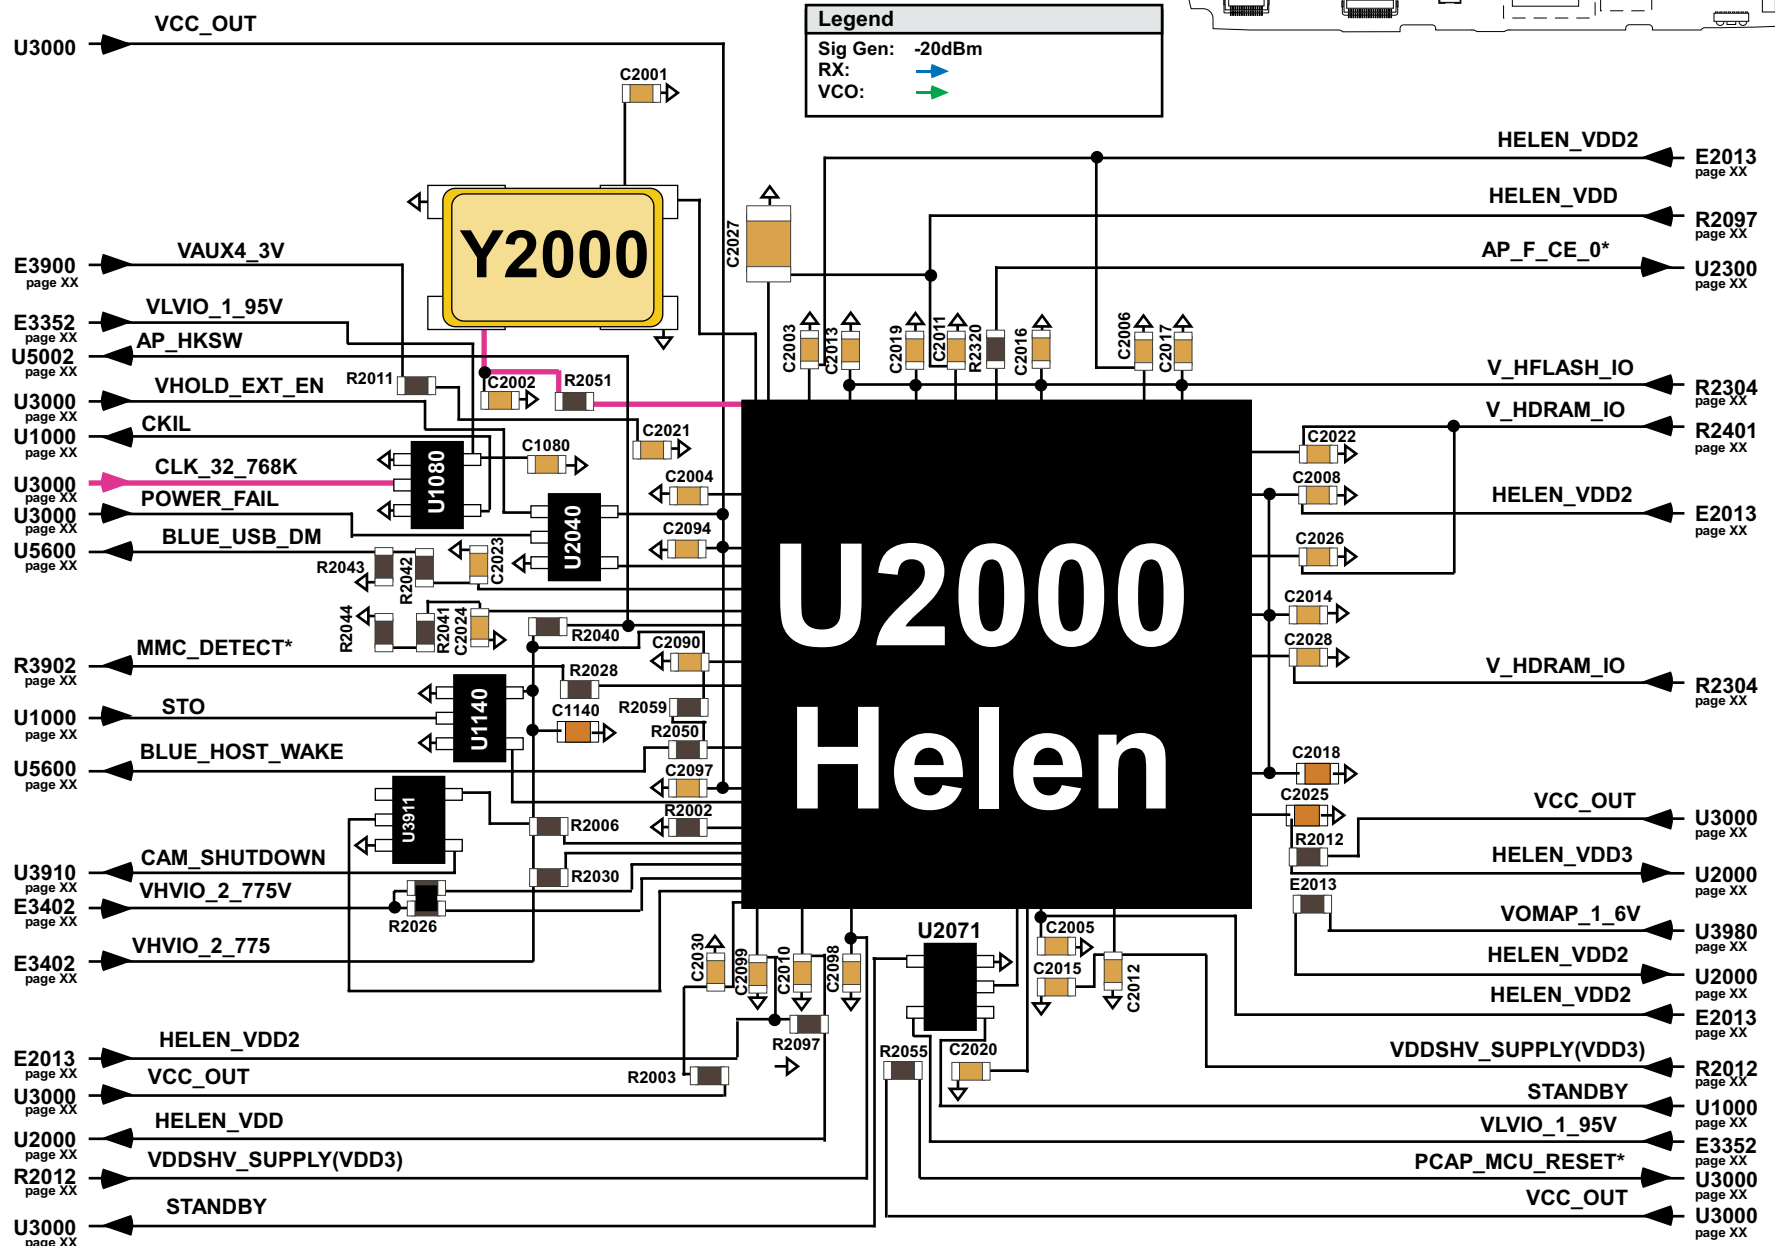 Legend
Sig Gen: -20dBm
RX:
VCO:
VCC_OUT
U3000
C2001
Y2000
C2027
VAUX4_3V
E3900
page XX
VLVIO_1_95V
E3352
page XX
AP_HKSW
U5002
page XX
VHOLD_EXT_EN
U3000
page XX
CKIL
U1000
page XX
CLK_32_768K
U3000
page XX
POWER_FAIL
U3000
page XX
BLUE_USB_DM
U5600
page XX
MMC_DETECT*
R3902
page XX
STO
U1000
page XX
BLUE_HOST_WAKE
U5600
page XX
CAM_SHUTDOWN
U3910
page XX
VHVIO_2_775V
E3402
page XX
VHVIO_2_775
E3402
page XX
HELEN_VDD2
E2013
page XX
VCC_OUT
U3000
page XX
HELEN_VDD
U2000
page XX
VDDSHV_SUPPLY(VDD3)
R2012
page XX
STANDBY
U3000
page XX
R2011
C2002
R2051
C2021
C1080
U1080
C2004
C2094
U2040
R2043
R2042
C2023
R2044
R2041
C2024
R2040
C2090
R2028
R2059
C1140
U1140
R2050
C2097
R2002
U3911
R2006
R2030
R2026
U2000
Helen
C2003
C2013
C2019
C2011
R2320
C2016
C2006
C2017
C2022
C2008
C2026
C2014
C2028
C2018
C2025
R2012
E2013
C2030
C2099
C2010
C2098
R2097
R2003
U2071
C2005
C2015
C2012
R2055
C2020
HELEN_VDD2
E2013
page XX
HELEN_VDD
R2097
page XX
AP_F_CE_0*
U2300
page XX
V_HFLASH_IO
R2304
page XX
V_HDRAM_IO
R2401
page XX
HELEN_VDD2
E2013
page XX
V_HDRAM_IO
R2304
page XX
VCC_OUT
U3000
page XX
HELEN_VDD3
U2000
page XX
VOMAP_1_6V
U3980
page XX
HELEN_VDD2
U2000
page XX
HELEN_VDD2
E2013
page XX
VDDSHV_SUPPLY(VDD3)
R2012
page XX
STANDBY
U1000
page XX
VLVIO_1_95V
E3352
page XX
PCAP_MCU_RESET*
U3000
page XX
VCC_OUT
U3000
page XX